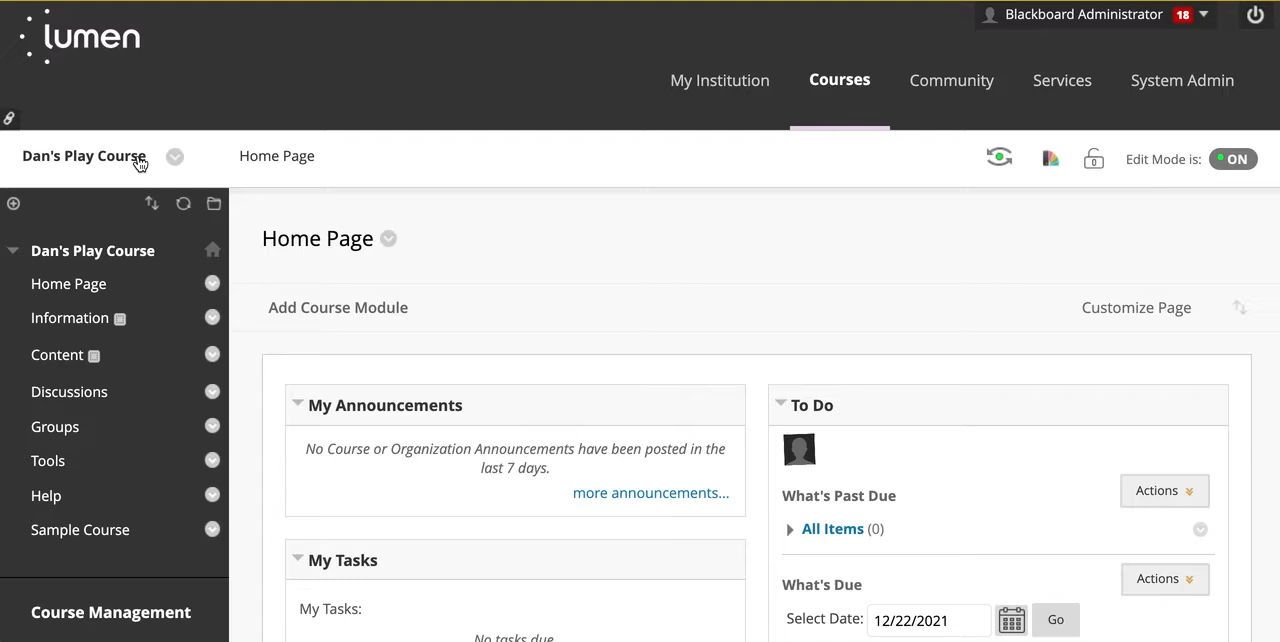 lumen
Blackboard Administrator 18
My Institution Courses Community Services System Admin
Dan's Play Course Home Page 0 Edit Mode is: ON
Dan's Play Course
Home Page
Information
Content
Discussions
Groups
Tools
Help
Sample Course
Course Management
Home Page
Add Course Module Customize Page
My Announcements
No Course or Organization Announcements have been posted in the
last 7 days.
more announcements...
My Tasks
My Tasks:
No tasks due
To Do
What's Past Due Actions
All Items (0)
What's Due Actions
Select Date: 12/22/2021 Go